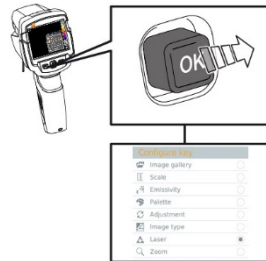 OK
Configure key
Image gallery
Scale
Emissivity
Palette
Adjustment
Image type
Laser
Zoom